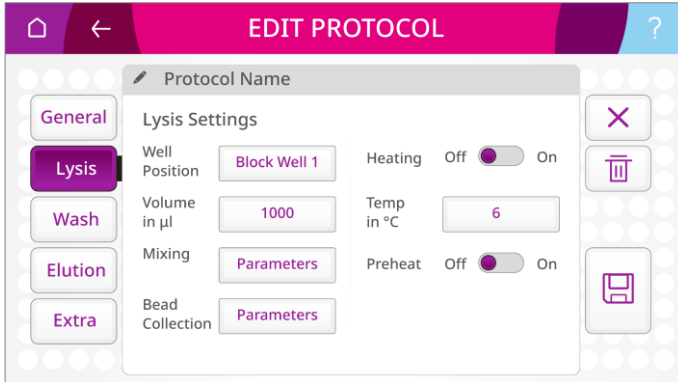 EDIT PROTOCOL
?
Protocol Name
General
Lysis
Wash
Elution
Extra
Lysis Settings
Well
Position
Block Well 1
Volume
in µl
1000
Mixing
Parameters
Bead
Collection
Parameters
Heating
Off
On
Temp
in °C
6
Preheat
Off
On